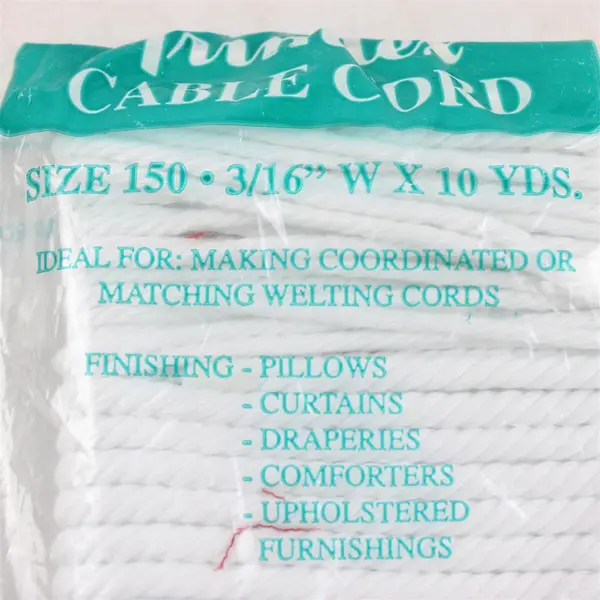 CABLE CORD
SIZE 150 • 3/16" W X 10 YDS.
IDEAL FOR: MAKING COORDINATED OR
MATCHING WELTING CORDS
FINISHING - PILLOWS
- CURTAINS
- DRAPERIES
- COMFORTERS
- UPHOLSTERED
FURNISHINGS